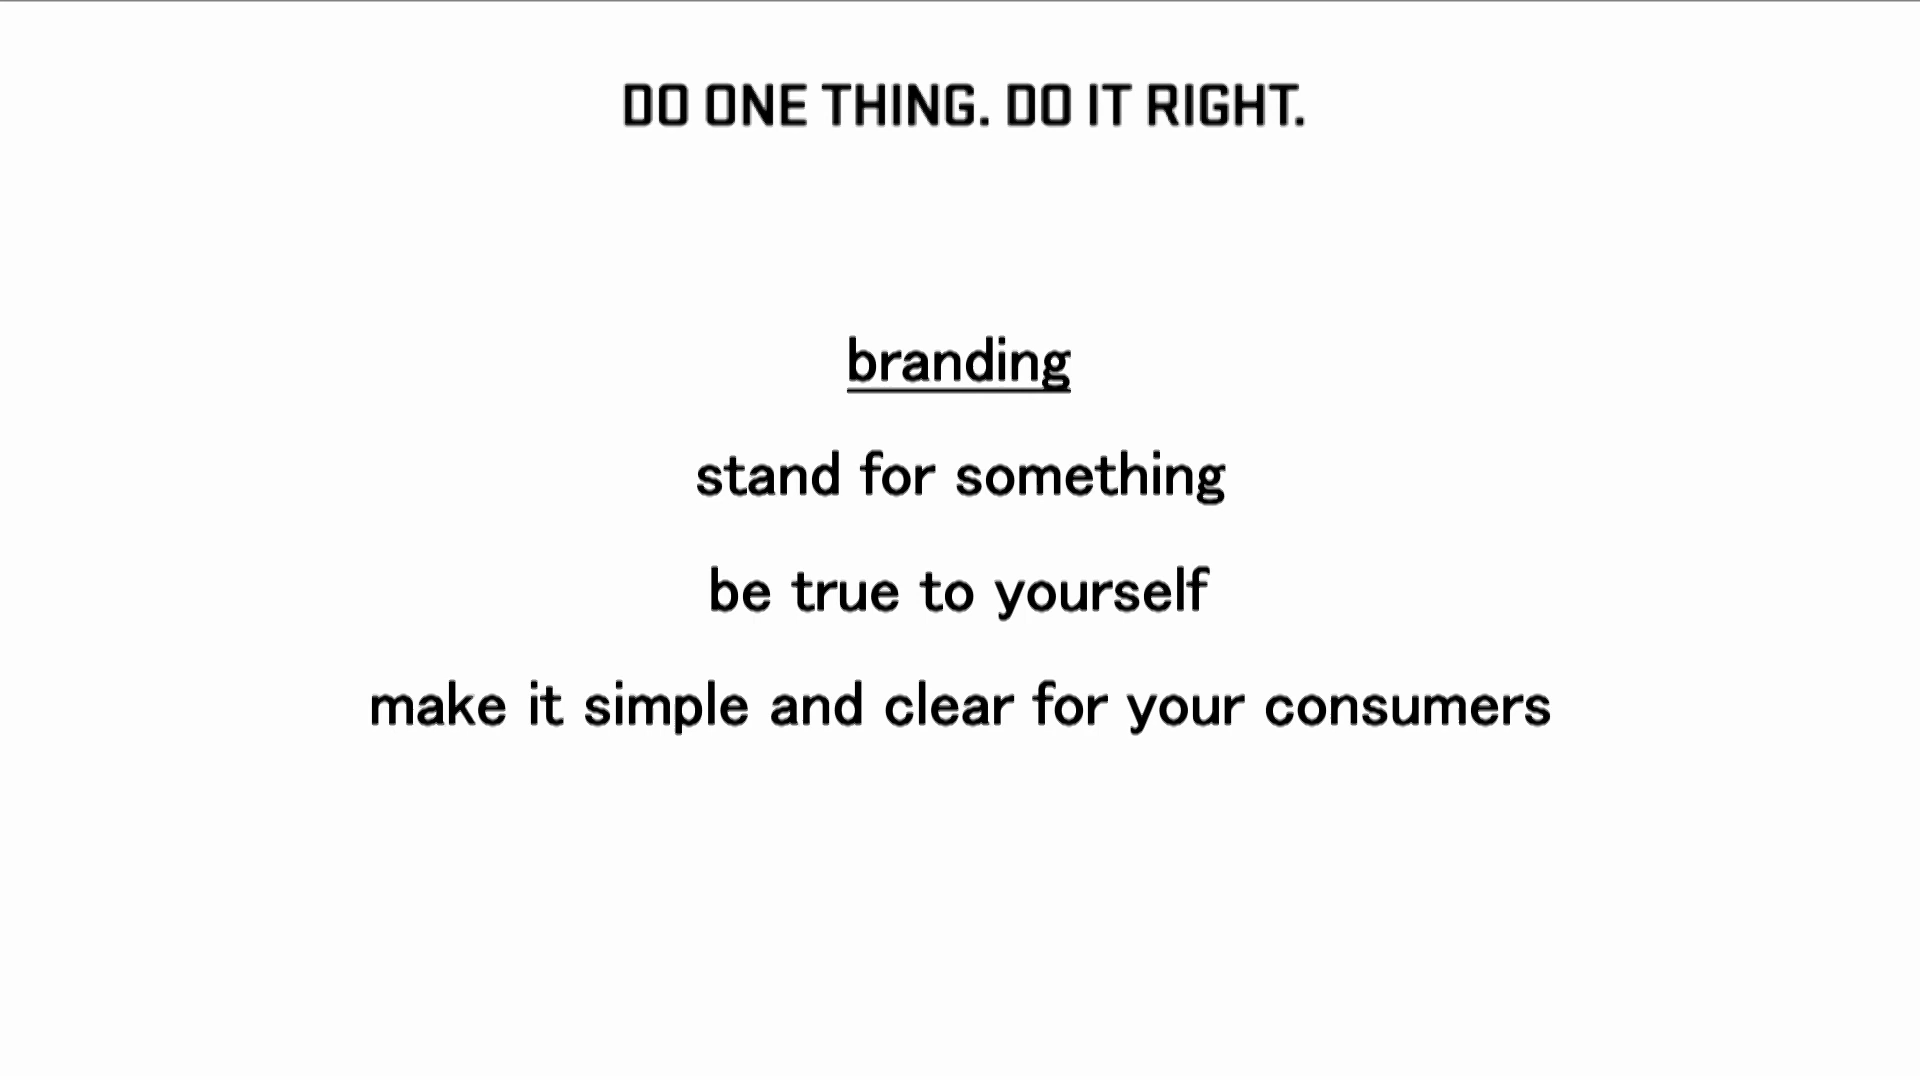 DO ONE THING. DO IT RIGHT.
branding
stand for something
be true to yourself
make it simple and clear for your consumers